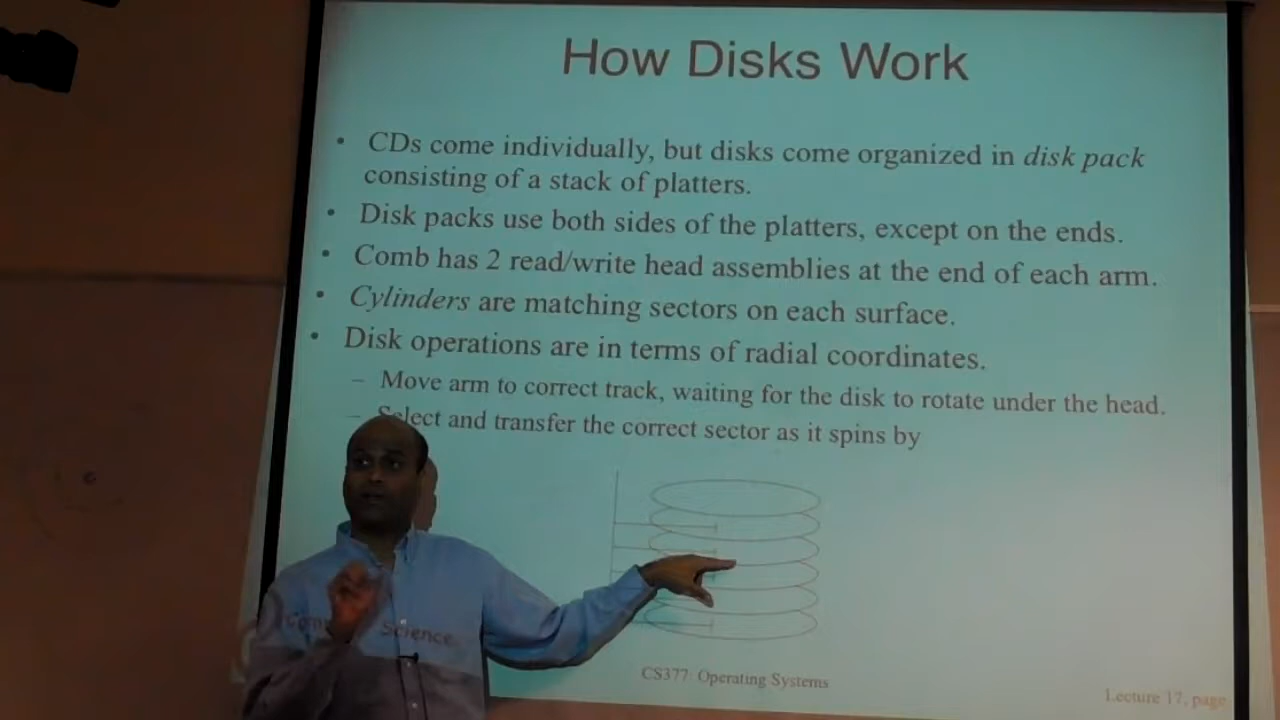 How Disks Work
• CDs come individually, but disks come organized in disk pack
consisting of a stack of platters.
• Disk packs use both sides of the platters, except on the ends.
• Comb has 2 read/write head assemblies at the end of each arm.
• Cylinders are matching sectors on each surface.
• Disk operations are in terms of radial coordinates.
– Move arm to correct track, waiting for the disk to rotate under the head.
– Select and transfer the correct sector as it spins by
Science
CS377: Operating Systems
Lecture 17, page